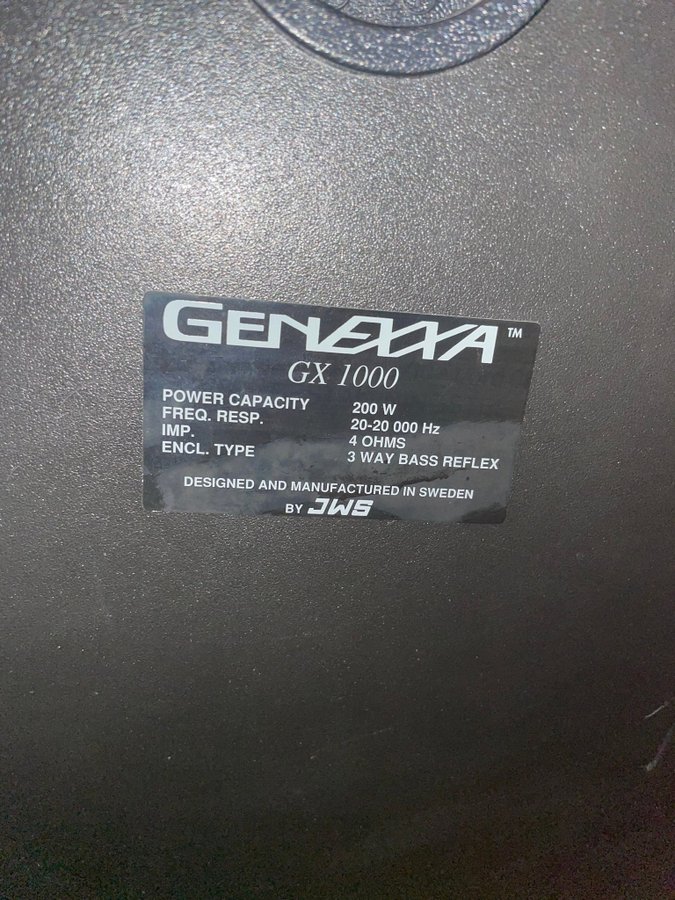 GENEXXA™
GX 1000
POWER CAPACITY 200 W
FREQ. RESP. 20-20 000 Hz
IMP. 4 OHMS
ENCL. TYPE 3 WAY BASS REFLEX
DESIGNED AND MANUFACTURED IN SWEDEN
BY JWS